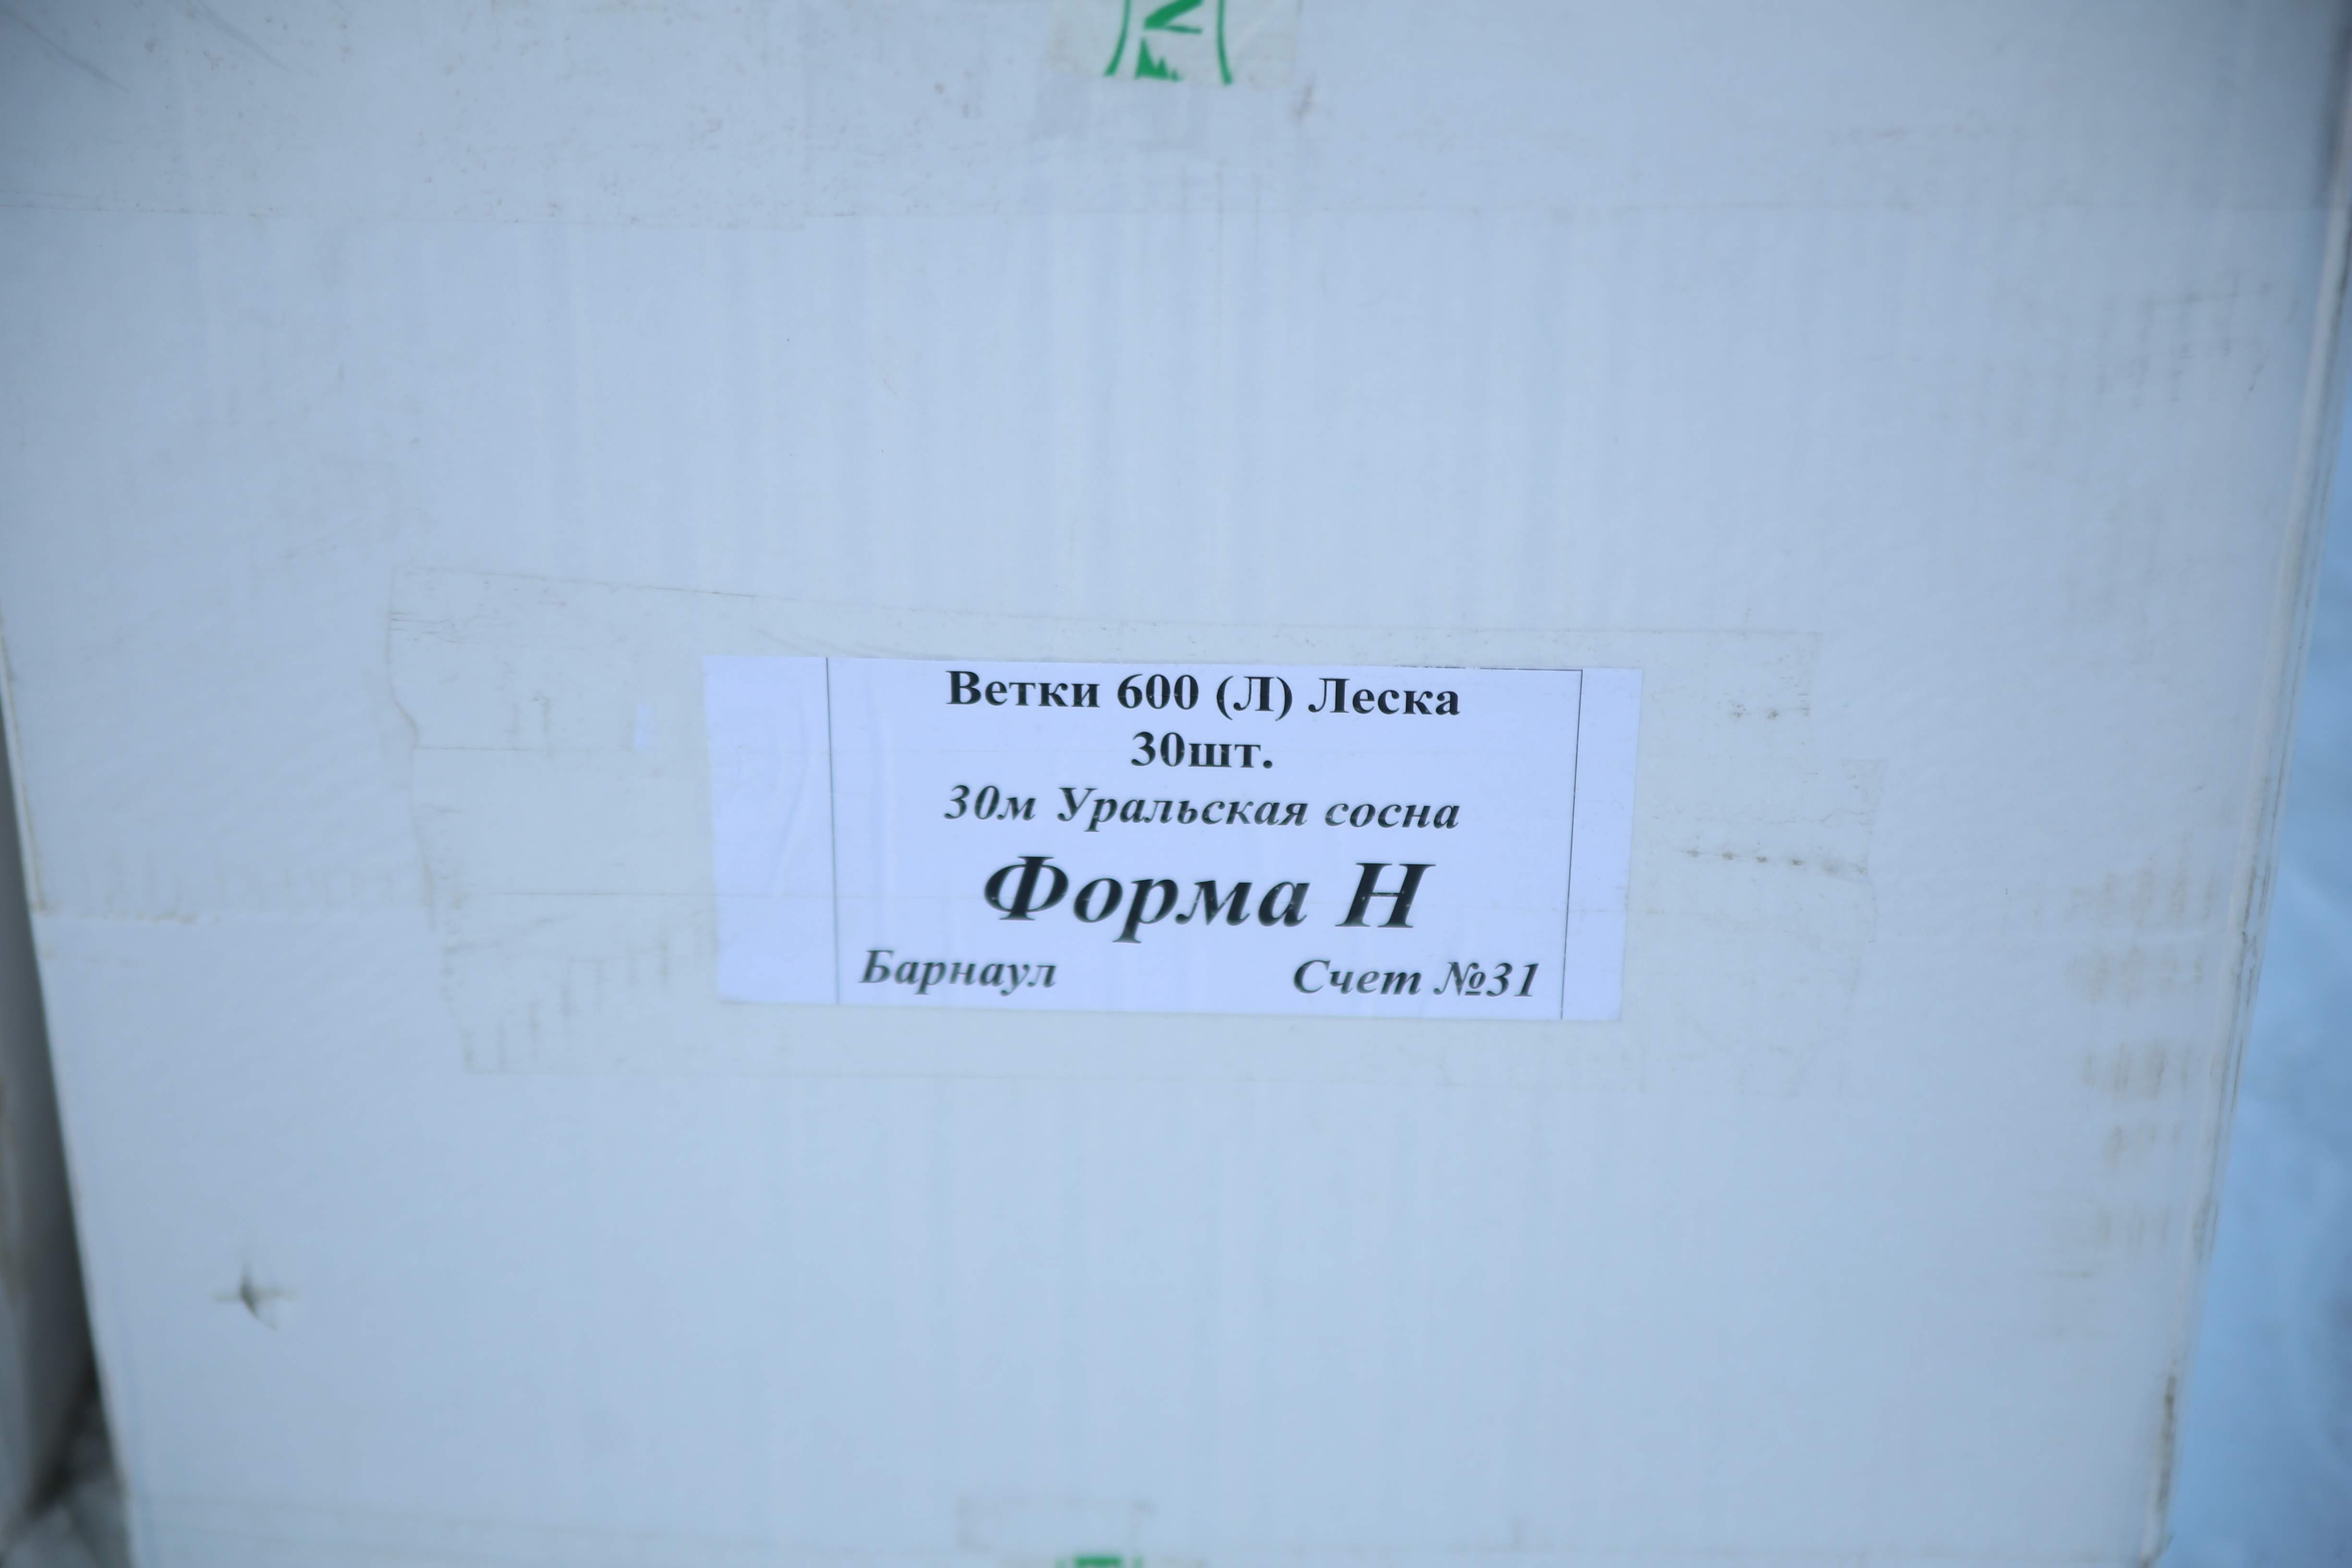 Ветки 600 (Л) Леска
30шт.
30м Уральская сосна
Форма Н
Барнаул Счет №31